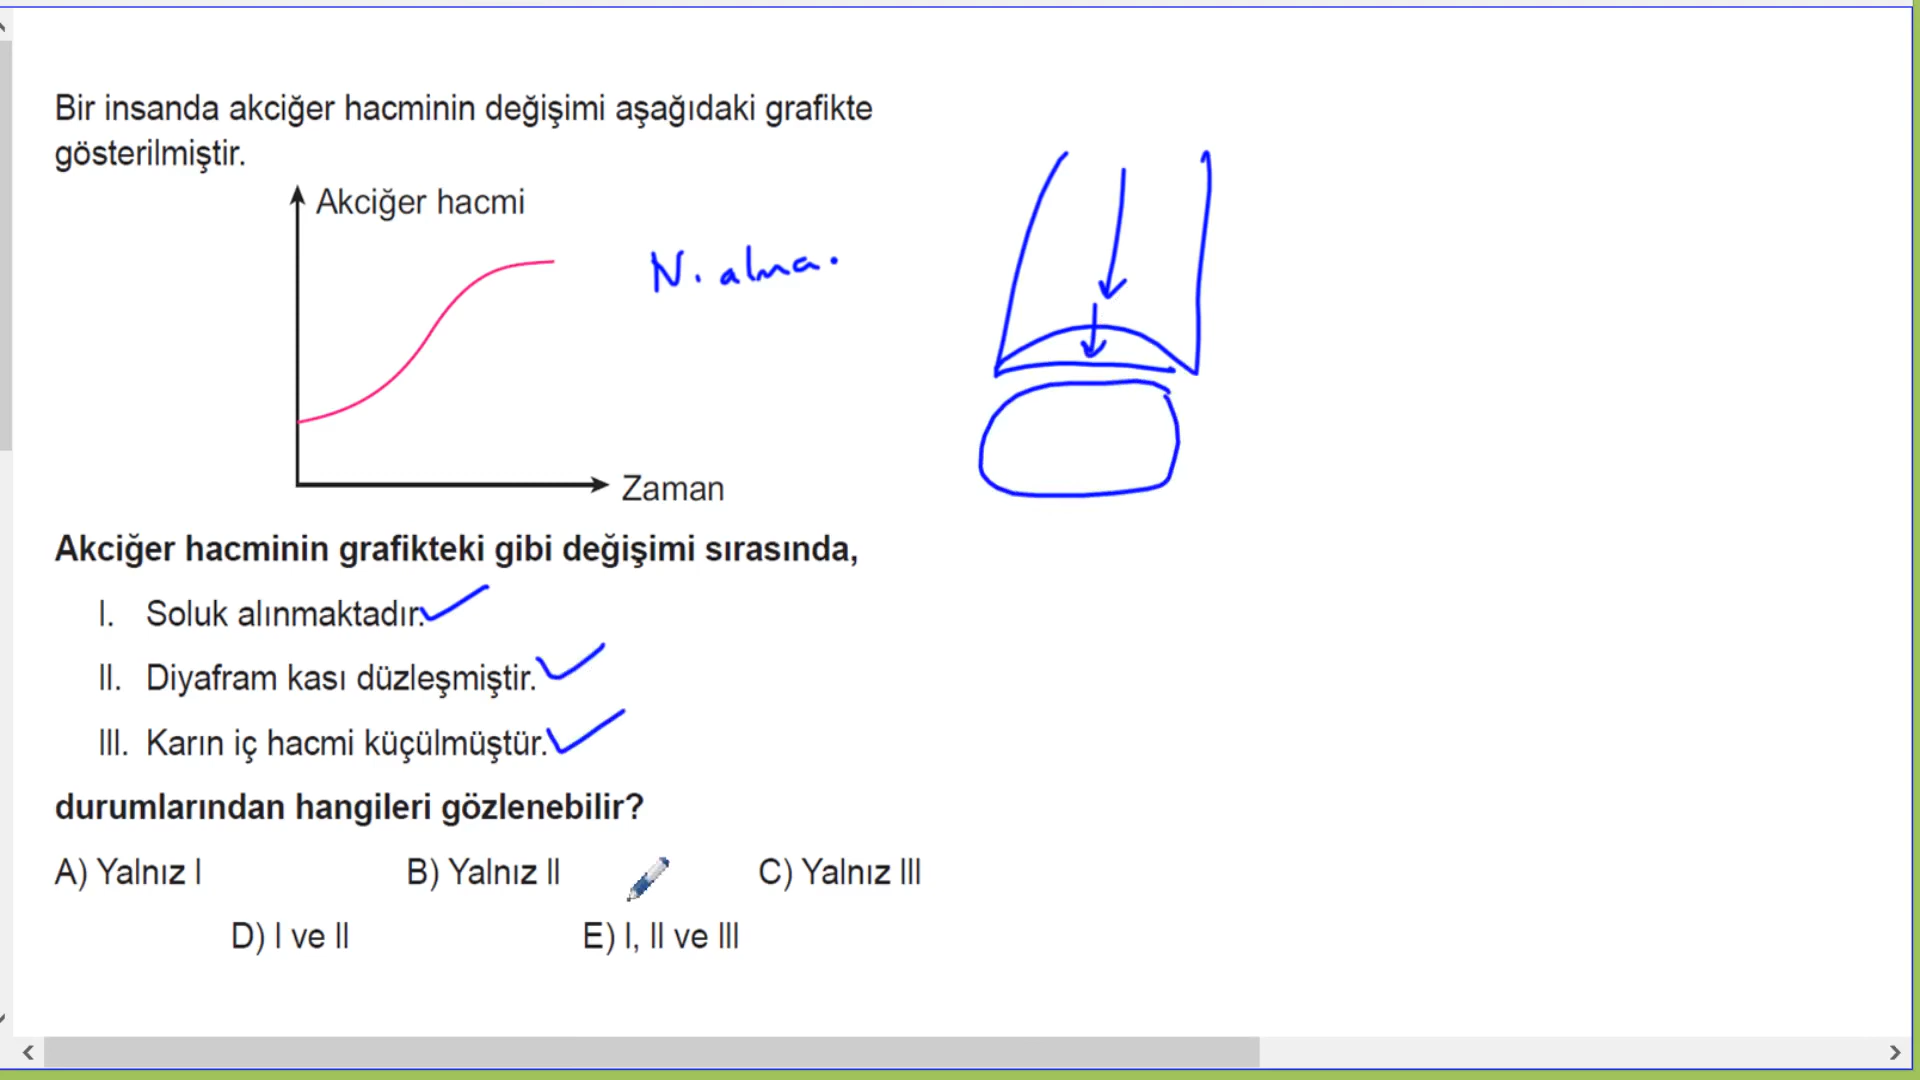 Bir insanda akciğer hacminin değişimi aşağıdaki grafikte
gösterilmiştir.
Akciğer hacmi
N. alma.
Zaman
Akciğer hacminin grafikteki gibi değişimi sırasında,
I. Soluk alınmaktadır.
II. Diyafram kası düzleşmiştir.
III. Karın iç hacmi küçülmüştür.
durumlarından hangileri gözlenebilir?
A) Yalnız I B) Yalnız II C) Yalnız III
D) I ve II E) I, II ve III